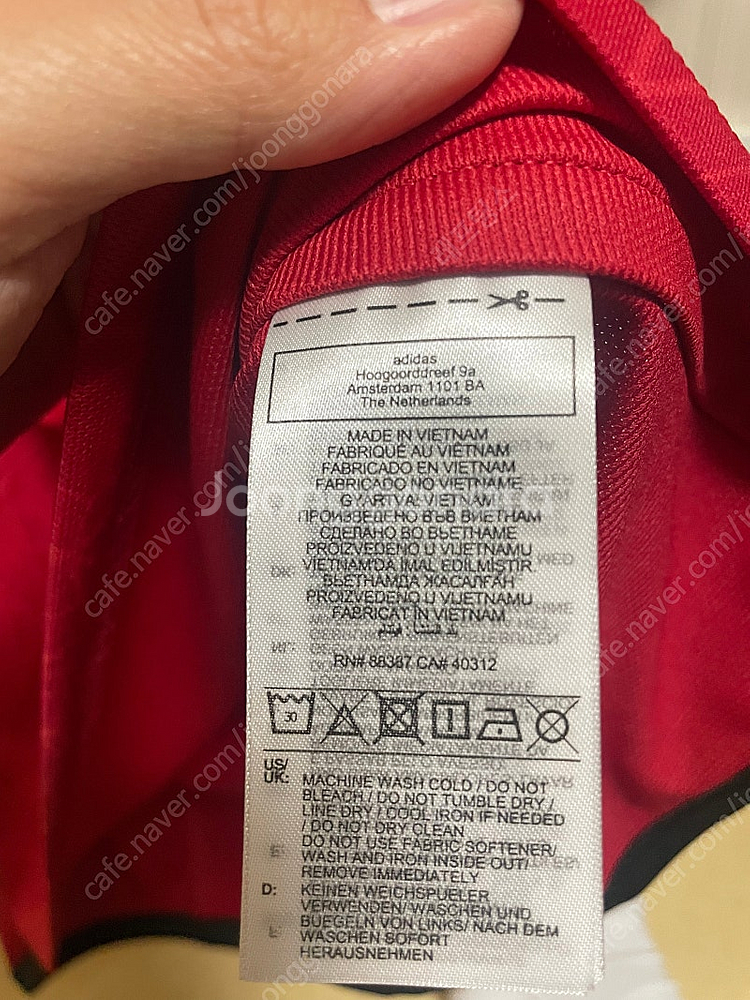 adidas
Hoogoorddreef 9a
Amsterdam 1101 BA
The Netherlands
MADE IN VIETNAM
FABRIQUÉ AU VIÊTNAM
FABRICADO EN VIETNAM
FABRICADO NO VIETNAME
GYÁRTVA: VIETNAM
ПРОИЗВЕДЕНО ВЪВ ВИЕТНАМ
СДЕЛАНО ВО ВЬЕТНАМЕ
PROIZVEDENO U VIJETNAMU
VIETNAM'DA İMAL EDİLMİŞTİR
ВЬЕТНАМДА ЖАСАЛҒАН
PROIZVEDENO U VIJETNAMU
FABRICAT ÎN VIETNAM
RN# 88387 CA# 40312
30
US/
UK: MACHINE WASH COLD / DO NOT
BLEACH / DO NOT TUMBLE DRY /
LINE DRY / COOL IRON IF NEEDED
/ DO NOT DRY CLEAN
DO NOT USE FABRIC SOFTENER/
WASH AND IRON INSIDE OUT/
REMOVE IMMEDIATELY
D: KEINEN WEICHSPUELER
VERWENDEN/ WASCHEN UND
BUEGELN VON LINKS/ NACH DEM
WASCHEN SOFORT
HERAUSNEHMEN
cafe.naver.com/joonggonara